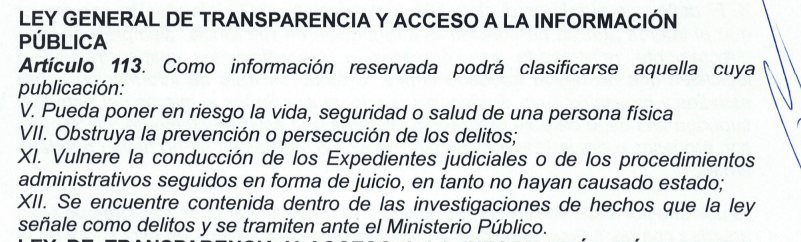 LEY GENERAL DE TRANSPARENCIA Y ACCESO A LA INFORMACIÓN
PÚBLICA
Artículo 113. Como información reservada podrá clasificarse aquella cuya
publicación:
V. Pueda poner en riesgo la vida, seguridad o salud de una persona física
VII. Obstruya la prevención o persecución de los delitos;
XI. Vulnere la conducción de los Expedientes judiciales o de los procedimientos
administrativos seguidos en forma de juicio, en tanto no hayan causado estado;
XII. Se encuentre contenida dentro de las investigaciones de hechos que la ley
señale como delitos y se tramiten ante el Ministerio Público.